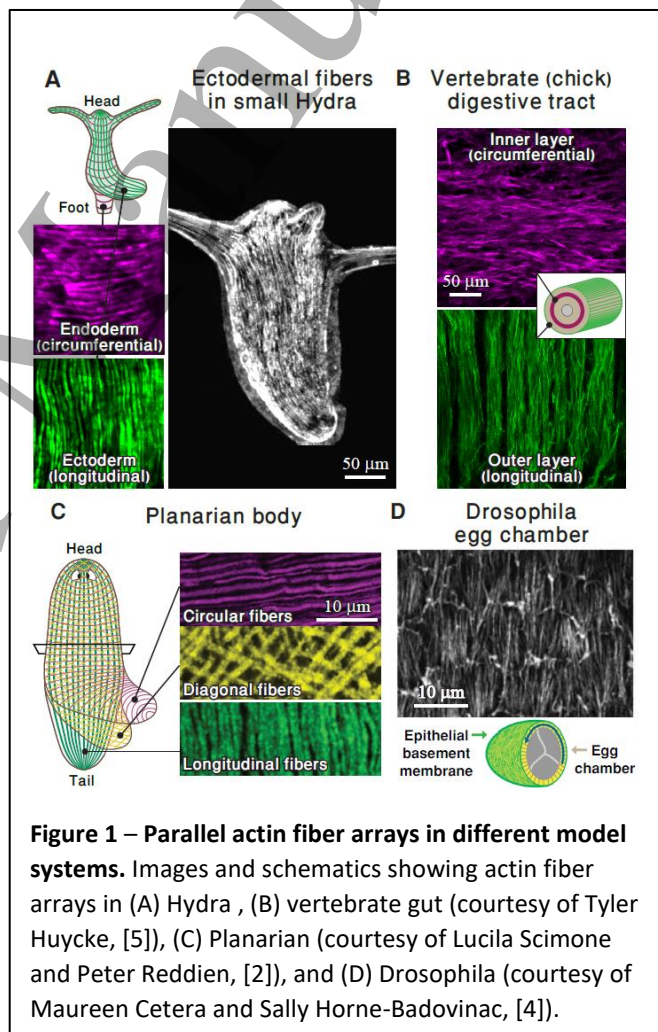 A
Ectodermal fibers
in small Hydra
B
Vertebrate (chick)
digestive tract
Head
Foot
Endoderm
(circumferential)
Ectoderm
(longitudinal)
50 µm
Inner layer
(circumferential)
50 µm
Outer layer
(longitudinal)
C
Planarian body
D
Drosophila
egg chamber
Head
Tail
Circular fibers
10 µm
Diagonal fibers
Longitudinal fibers
10 µm
Epithelial
basement
membrane
Egg
chamber
Figure 1 – Parallel actin fiber arrays in different model
systems. Images and schematics showing actin fiber
arrays in (A) Hydra , (B) vertebrate gut (courtesy of Tyler
Huycke, [5]), (C) Planarian (courtesy of Lucila Scimone
and Peter Reddien, [2]), and (D) Drosophila (courtesy of
Maureen Cetera and Sally Horne-Badovinac, [4]).